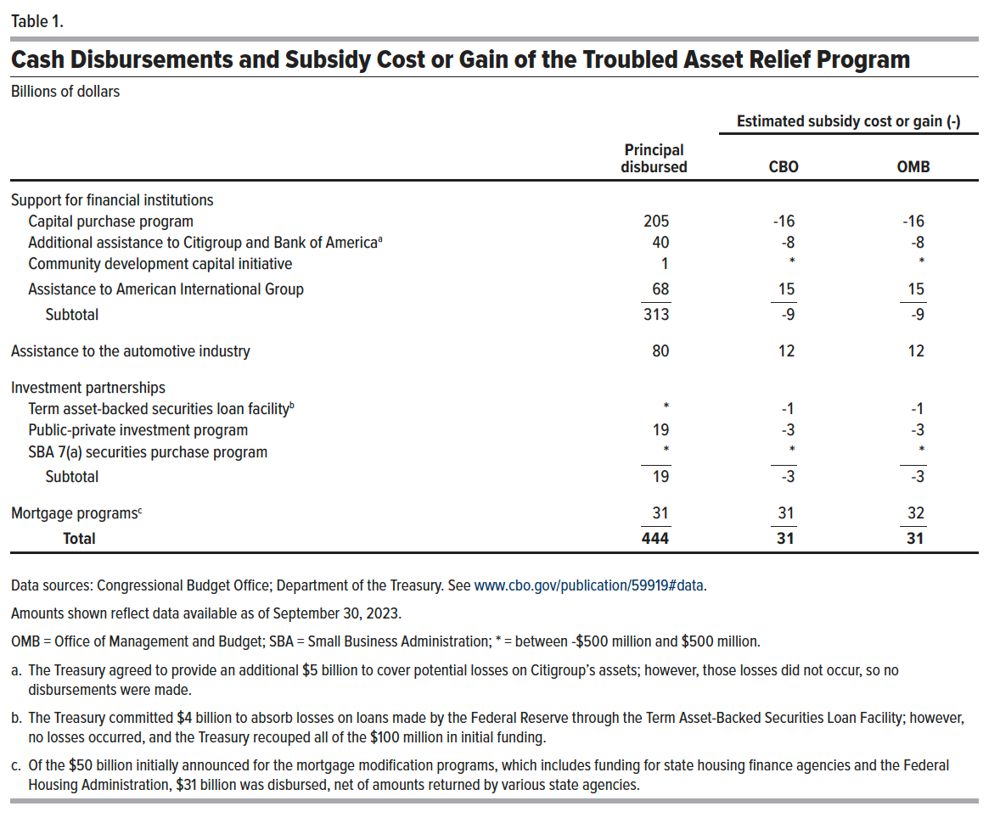 Table 1.
Cash Disbursements and Subsidy Cost or Gain of the Troubled Asset Relief Program
Billions of dollars
Estimated subsidy cost or gain (-)
Principal disbursed CBO OMB
Support for financial institutions
Capital purchase program 205 -16 -16
Additional assistance to Citigroup and Bank of Americaᵃ 40 -8 -8
Community development capital initiative 1 * *
Assistance to American International Group 68 15 15
Subtotal 313 -9 -9
Assistance to the automotive industry 80 12 12
Investment partnerships
Term asset-backed securities loan facilityᵇ * -1 -1
Public-private investment program 19 -3 -3
SBA 7(a) securities purchase program * * *
Subtotal 19 -3 -3
Mortgage programsᶜ 31 31 32
Total 444 31 31
Data sources: Congressional Budget Office; Department of the Treasury. See www.cbo.gov/publication/59919#data.
Amounts shown reflect data available as of September 30, 2023.
OMB = Office of Management and Budget; SBA = Small Business Administration; * = between -$500 million and $500 million.
a. The Treasury agreed to provide an additional $5 billion to cover potential losses on Citigroup’s assets; however, those losses did not occur, so no
disbursements were made.
b. The Treasury committed $4 billion to absorb losses on loans made by the Federal Reserve through the Term Asset-Backed Securities Loan Facility; however,
no losses occurred, and the Treasury recouped all of the $100 million in initial funding.
c. Of the $50 billion initially announced for the mortgage modification programs, which includes funding for state housing finance agencies and the Federal
Housing Administration, $31 billion was disbursed, net of amounts returned by various state agencies.